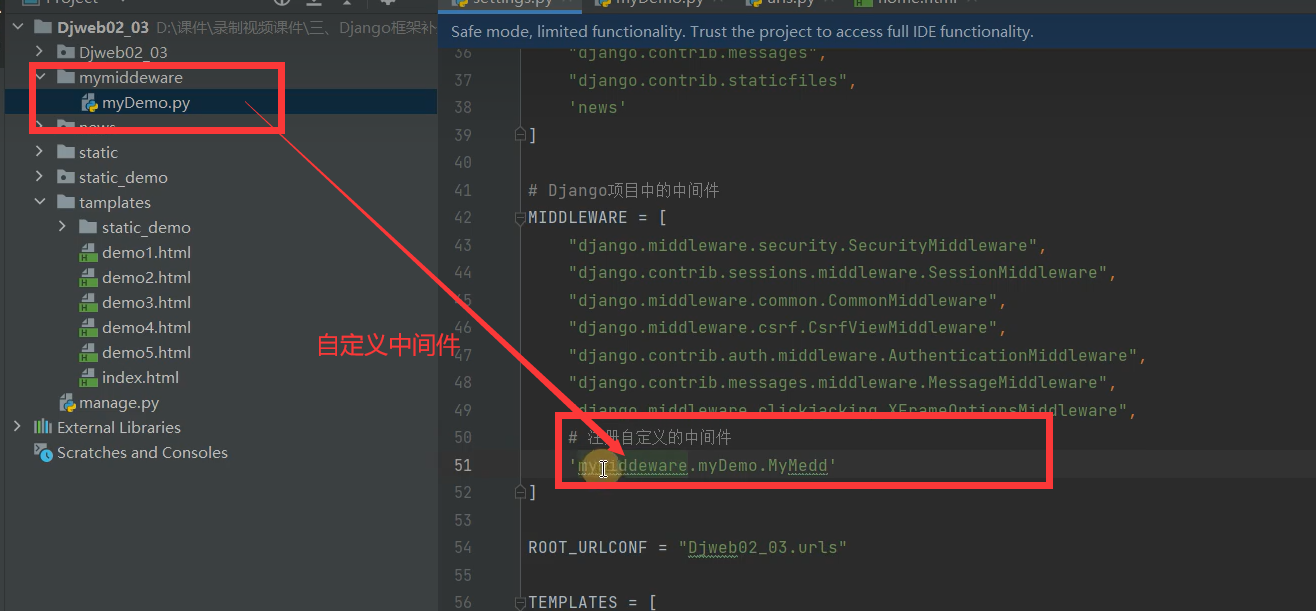 Project
Djweb02_03 D:\课件\录制视频课件\三、Django框架补
Djweb02_03
mymiddeware
myDemo.py
news
static
static_demo
tamplates
static_demo
demo1.html
demo2.html
demo3.html
demo4.html
demo5.html
index.html
manage.py
External Libraries
Scratches and Consoles
自定义中间件
settings.py myDemo.py urls.py home.html
Safe mode, limited functionality. Trust the project to access full IDE functionality.
36 "django.contrib.messages",
37 "django.contrib.staticfiles",
38 'news'
39 ]
40
41 # Django项目中的中间件
42 MIDDLEWARE = [
43 "django.middleware.security.SecurityMiddleware",
44 "django.contrib.sessions.middleware.SessionMiddleware",
45 "django.middleware.common.CommonMiddleware",
46 "django.middleware.csrf.CsrfViewMiddleware",
47 "django.contrib.auth.middleware.AuthenticationMiddleware",
48 "django.contrib.messages.middleware.MessageMiddleware",
49 "django.middleware.clickjacking.XFrameOptionsMiddleware",
50 # 注册自定义的中间件
51 'mymiddeware.myDemo.MyMedd'
52 ]
53
54 ROOT_URLCONF = "Djweb02_03.urls"
55
56 TEMPLATES = [